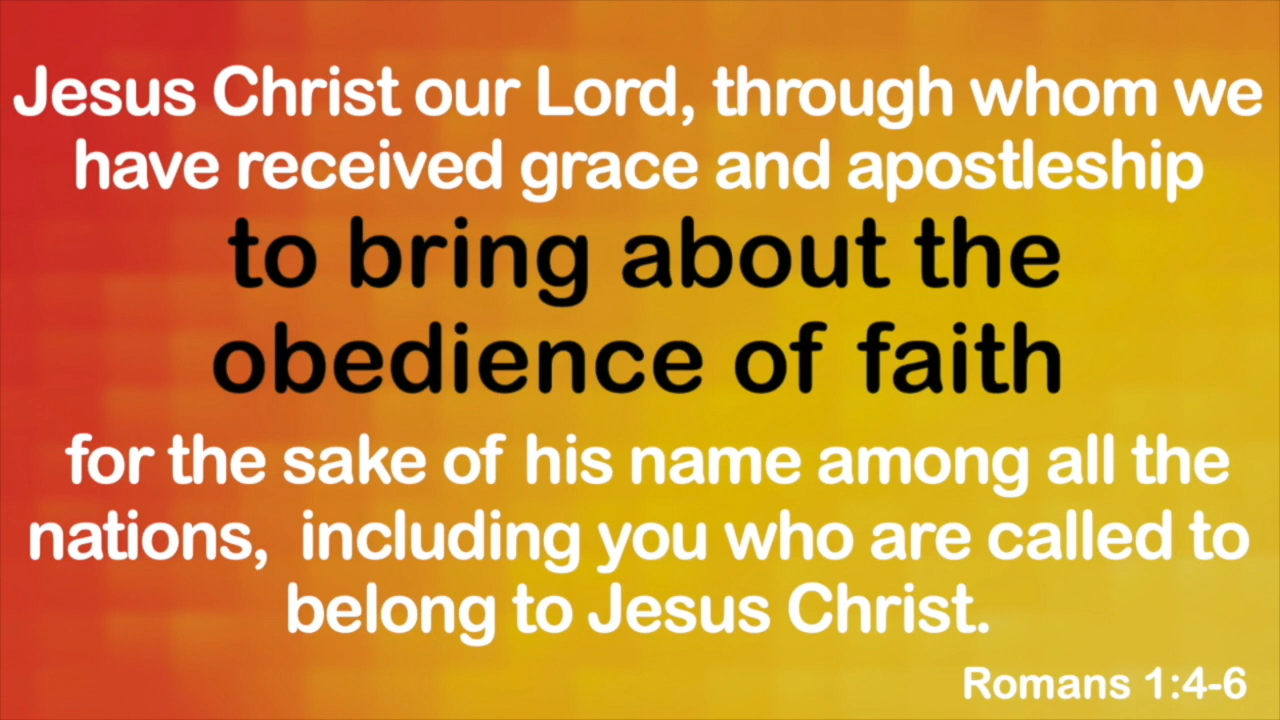 Jesus Christ our Lord, through whom we
have received grace and apostleship
to bring about the
obedience of faith
for the sake of his name among all the
nations,  including you who are called to
belong to Jesus Christ.
Romans 1:4-6